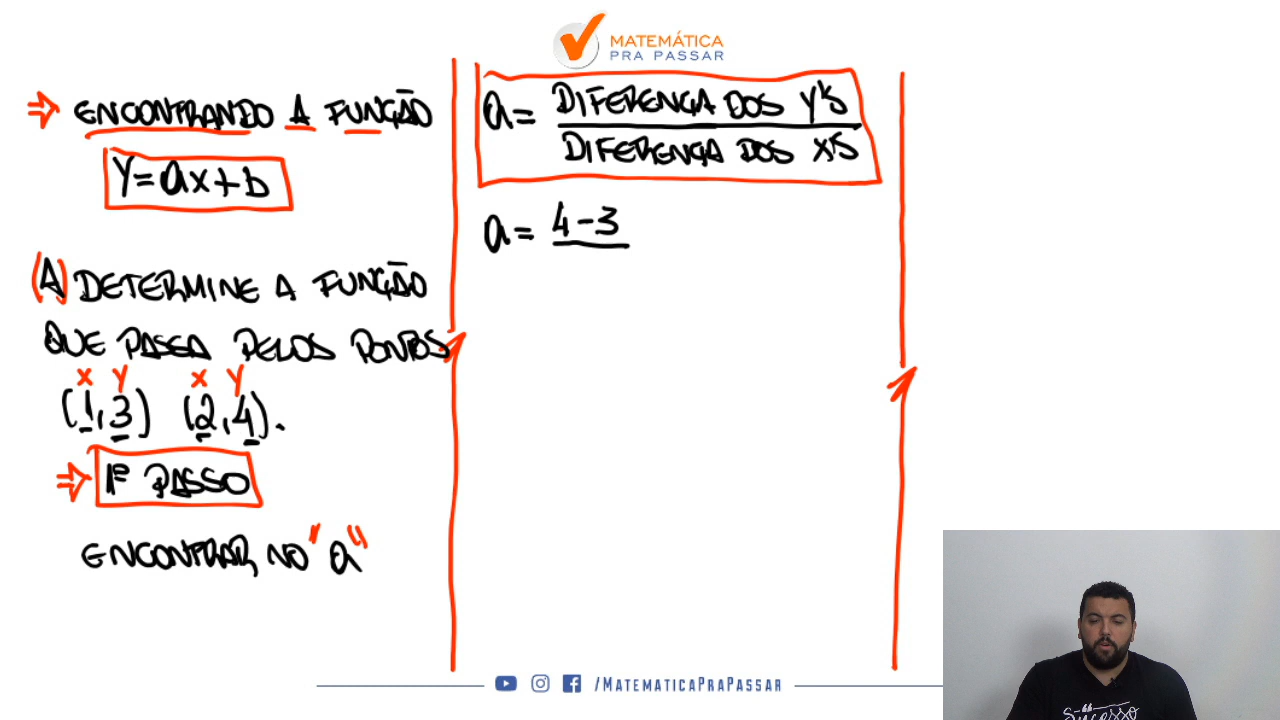 MATEMÁTICA
PRA PASSAR
⇒ ENCONTRANDO A FUNÇÃO
Y=ax+b
(A) DETERMINE A FUNÇÃO
QUE PASSA PELOS PONTOS
X Y X Y
(1,3) (2,4).
⇒ 1º PASSO
ENCONTRAR NO "a"
a = DIFERENÇA DOS Y'S
DIFERENÇA DOS X'S
a = 4-3
/MATEMATICAPRAPASSAR
SUCESSO